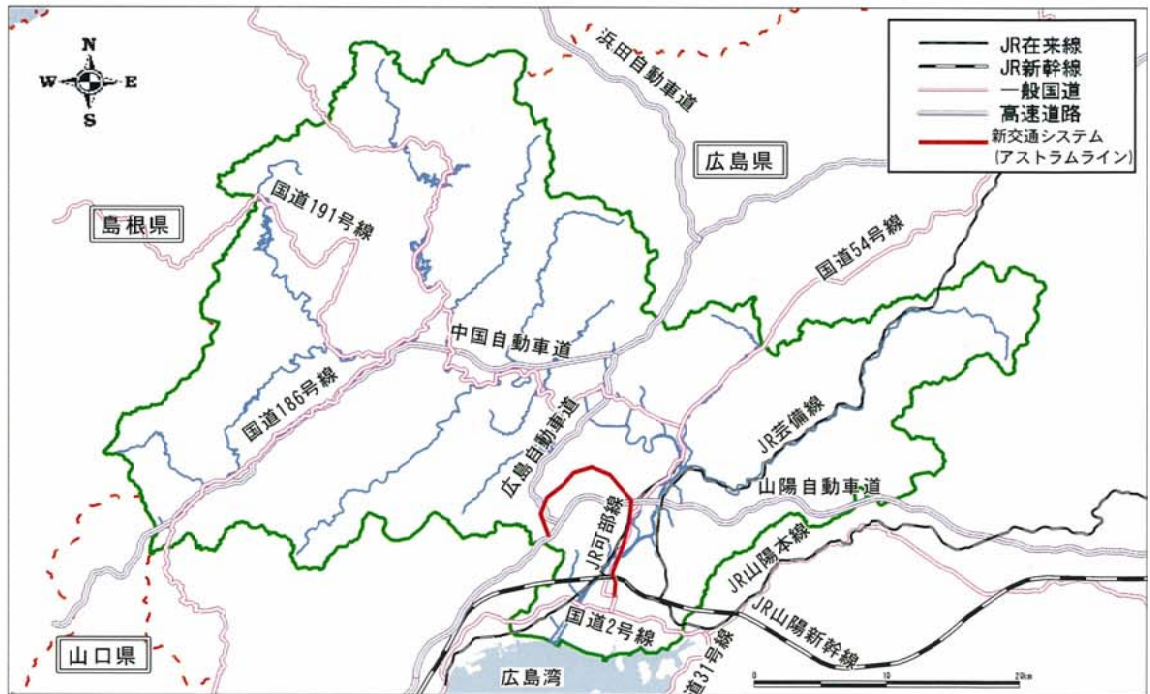 N
W
E
S
JR在来線
JR新幹線
一般国道
高速道路
新交通システム
(アストラムライン)
浜田自動車道
広島県
国道191号線
島根県
国道54号線
中国自動車道
国道186号線
広島自動車道
JR芸備線
山陽自動車道
JR可部線
JR山陽本線
国道2号線
JR山陽新幹線
山口県
広島湾
道31号線
0
10
20km